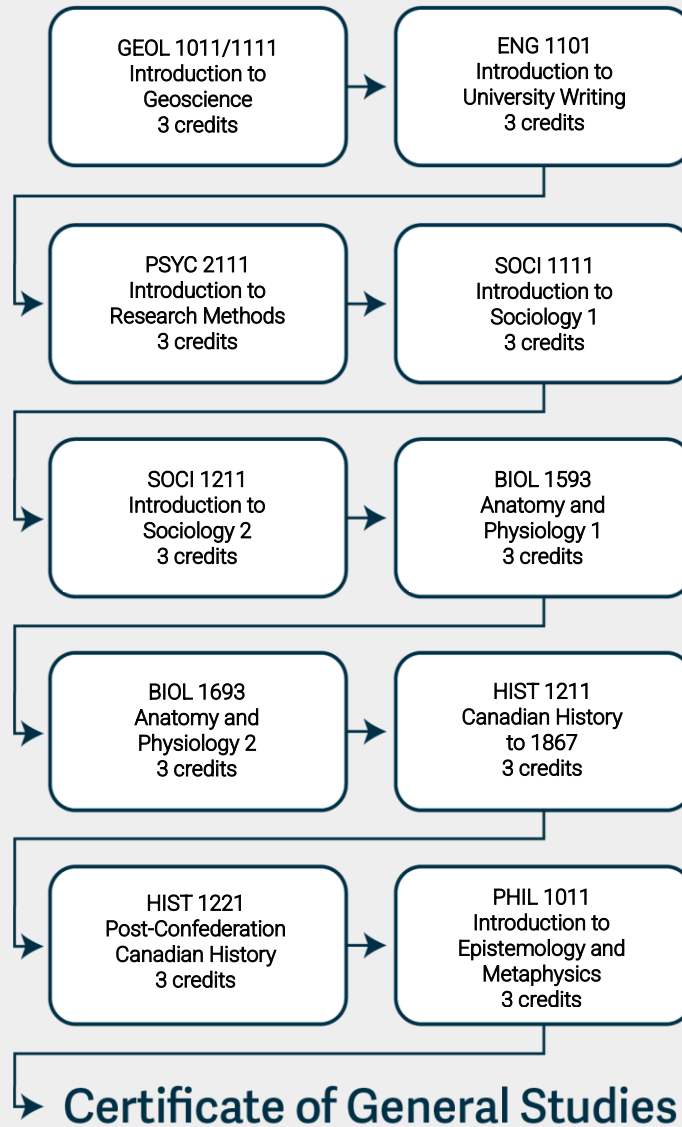 GEOL 1011/1111
Introduction to
Geoscience
3 credits
ENG 1101
Introduction to
University Writing
3 credits
PSYC 2111
Introduction to
Research Methods
3 credits
SOCI 1111
Introduction to
Sociology 1
3 credits
SOCI 1211
Introduction to
Sociology 2
3 credits
BIOL 1593
Anatomy and
Physiology 1
3 credits
BIOL 1693
Anatomy and
Physiology 2
3 credits
HIST 1211
Canadian History
to 1867
3 credits
HIST 1221
Post-Confederation
Canadian History
3 credits
PHIL 1011
Introduction to
Epistemology and
Metaphysics
3 credits
Certificate of General Studies